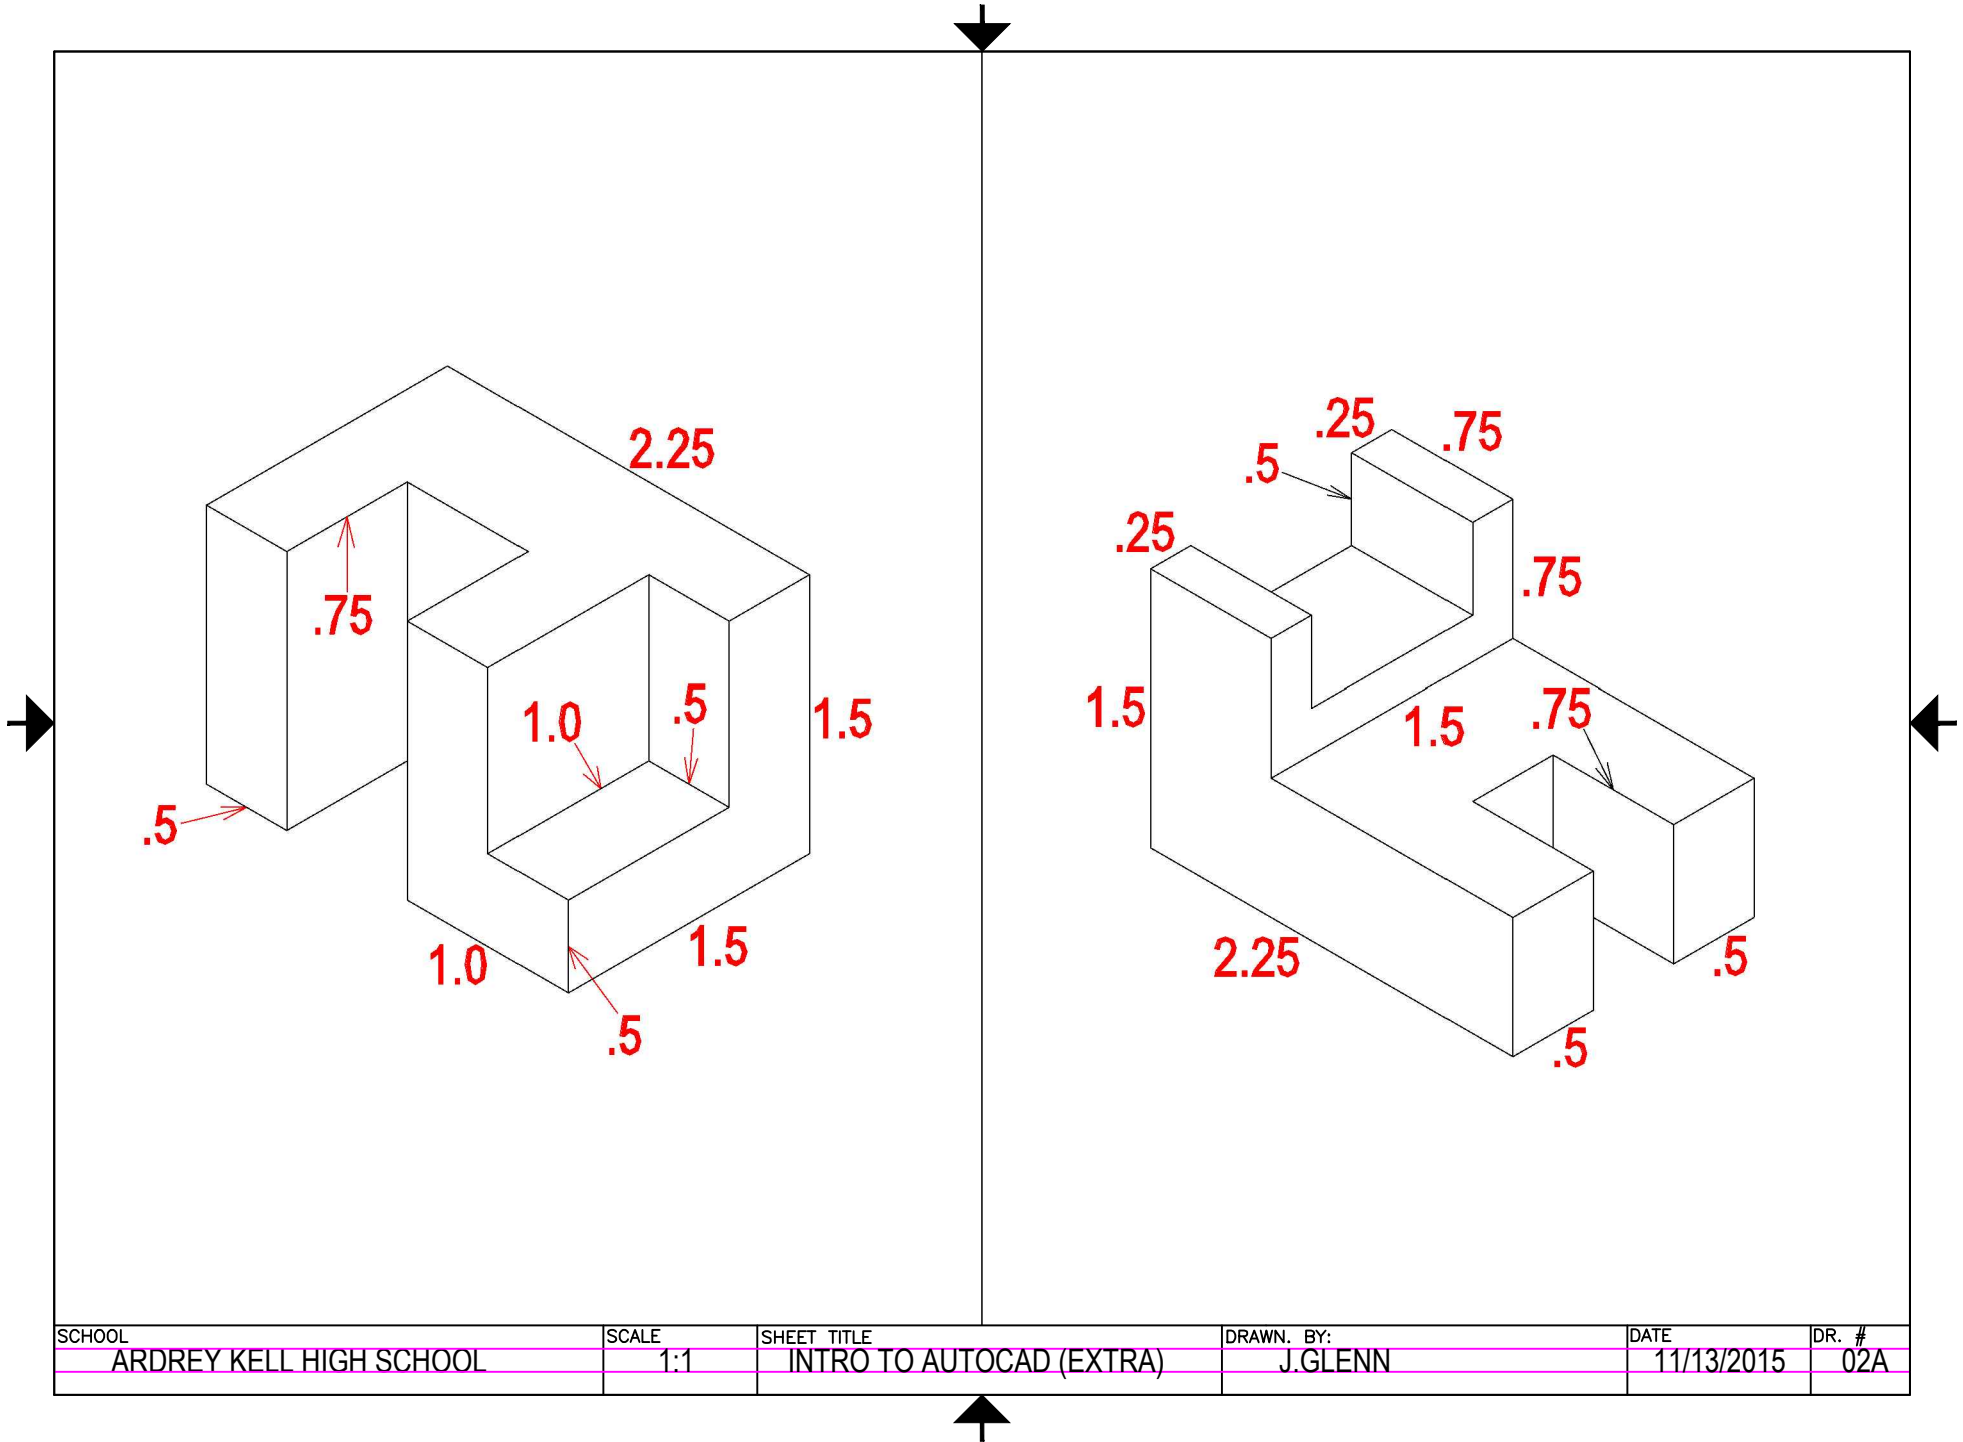 2.25
.75
1.0
.5
1.5
.5
1.0
1.5
.5
.25
.75
.5
.25
.75
1.5
1.5
.75
2.25
.5
.5
SCHOOL
ARDREY KELL HIGH SCHOOL
SCALE
1:1
SHEET TITLE
INTRO TO AUTOCAD (EXTRA)
DRAWN. BY:
J.GLENN
DATE
11/13/2015
DR. #
02A